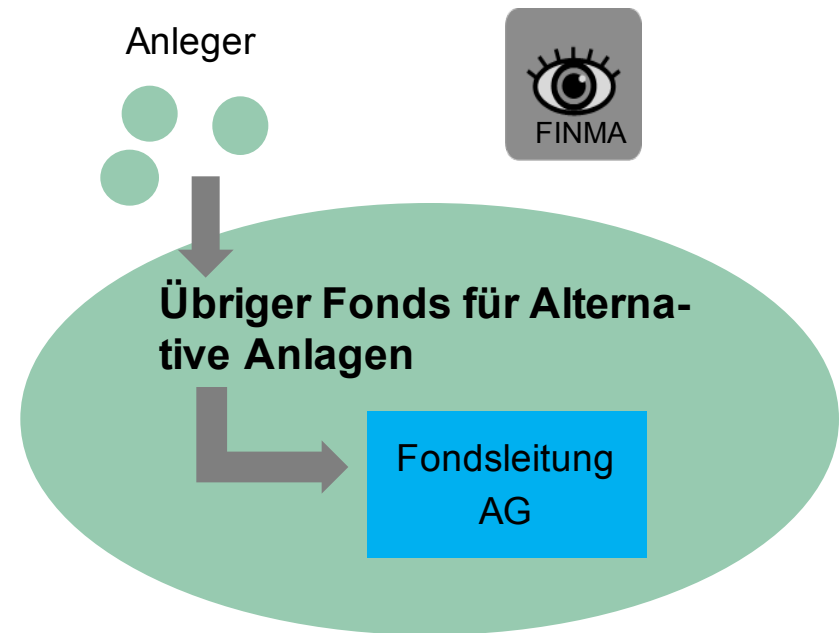 Anleger
FINMA
Übriger Fonds für Alterna-
tive Anlagen
Fondsleitung
AG